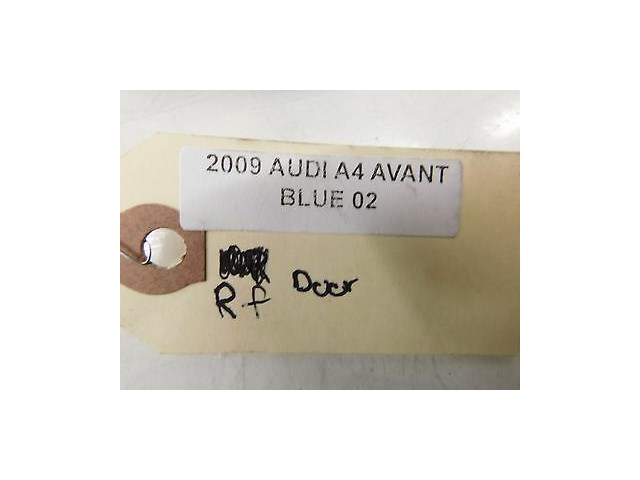 2009 AUDI A4 AVANT
BLUE 02
Door
R f